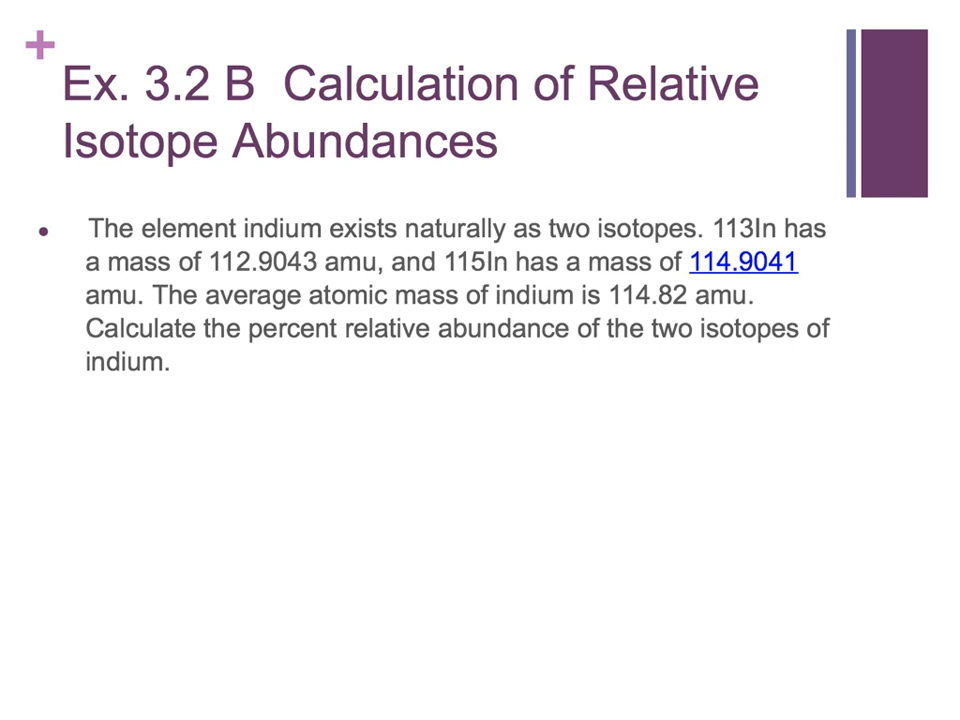 +
Ex. 3.2 B Calculation of Relative
Isotope Abundances
• The element indium exists naturally as two isotopes. 113In has
a mass of 112.9043 amu, and 115In has a mass of 114.9041
amu. The average atomic mass of indium is 114.82 amu.
Calculate the percent relative abundance of the two isotopes of
indium.